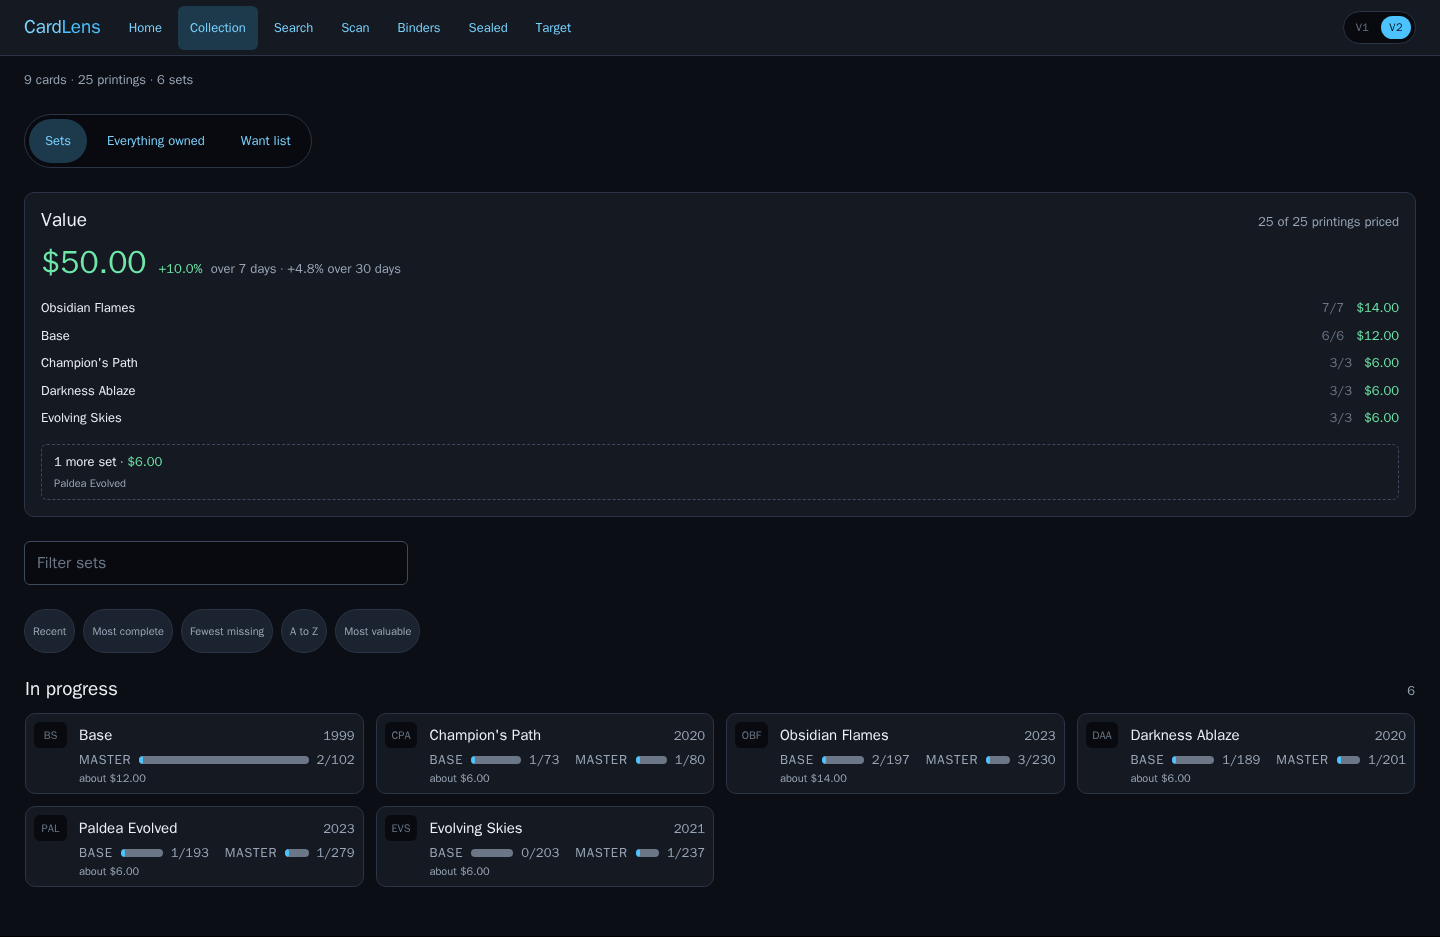 CardLens Home Collection Search Scan Binders Sealed Target V1 V2
9 cards · 25 printings · 6 sets
Sets Everything owned Want list
Value 25 of 25 printings priced
$50.00 +10.0% over 7 days · +4.8% over 30 days
Obsidian Flames 7/7 $14.00
Base 6/6 $12.00
Champion's Path 3/3 $6.00
Darkness Ablaze 3/3 $6.00
Evolving Skies 3/3 $6.00
1 more set · $6.00
Paldea Evolved
Filter sets
Recent Most complete Fewest missing A to Z Most valuable
In progress 6
BS Base 1999
MASTER 2/102
about $12.00
CPA Champion's Path 2020
BASE 1/73 MASTER 1/80
about $6.00
OBF Obsidian Flames 2023
BASE 2/197 MASTER 3/230
about $14.00
DAA Darkness Ablaze 2020
BASE 1/189 MASTER 1/201
about $6.00
PAL Paldea Evolved 2023
BASE 1/193 MASTER 1/279
about $6.00
EVS Evolving Skies 2021
BASE 0/203 MASTER 1/237
about $6.00